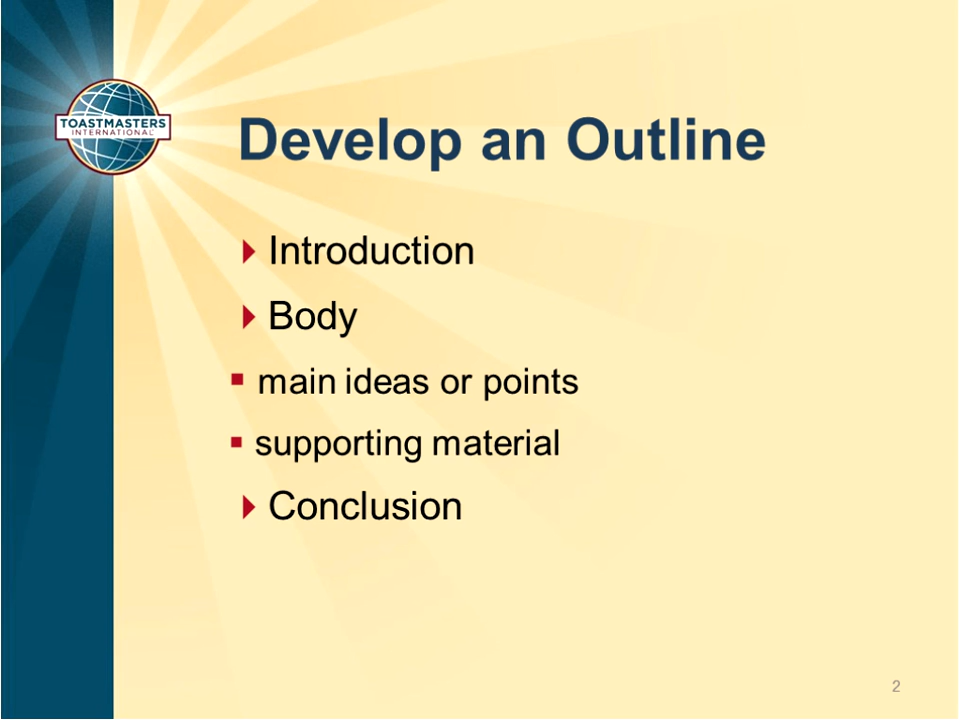 TOASTMASTERS
INTERNATIONAL
Develop an Outline
Introduction
Body
main ideas or points
supporting material
Conclusion
2